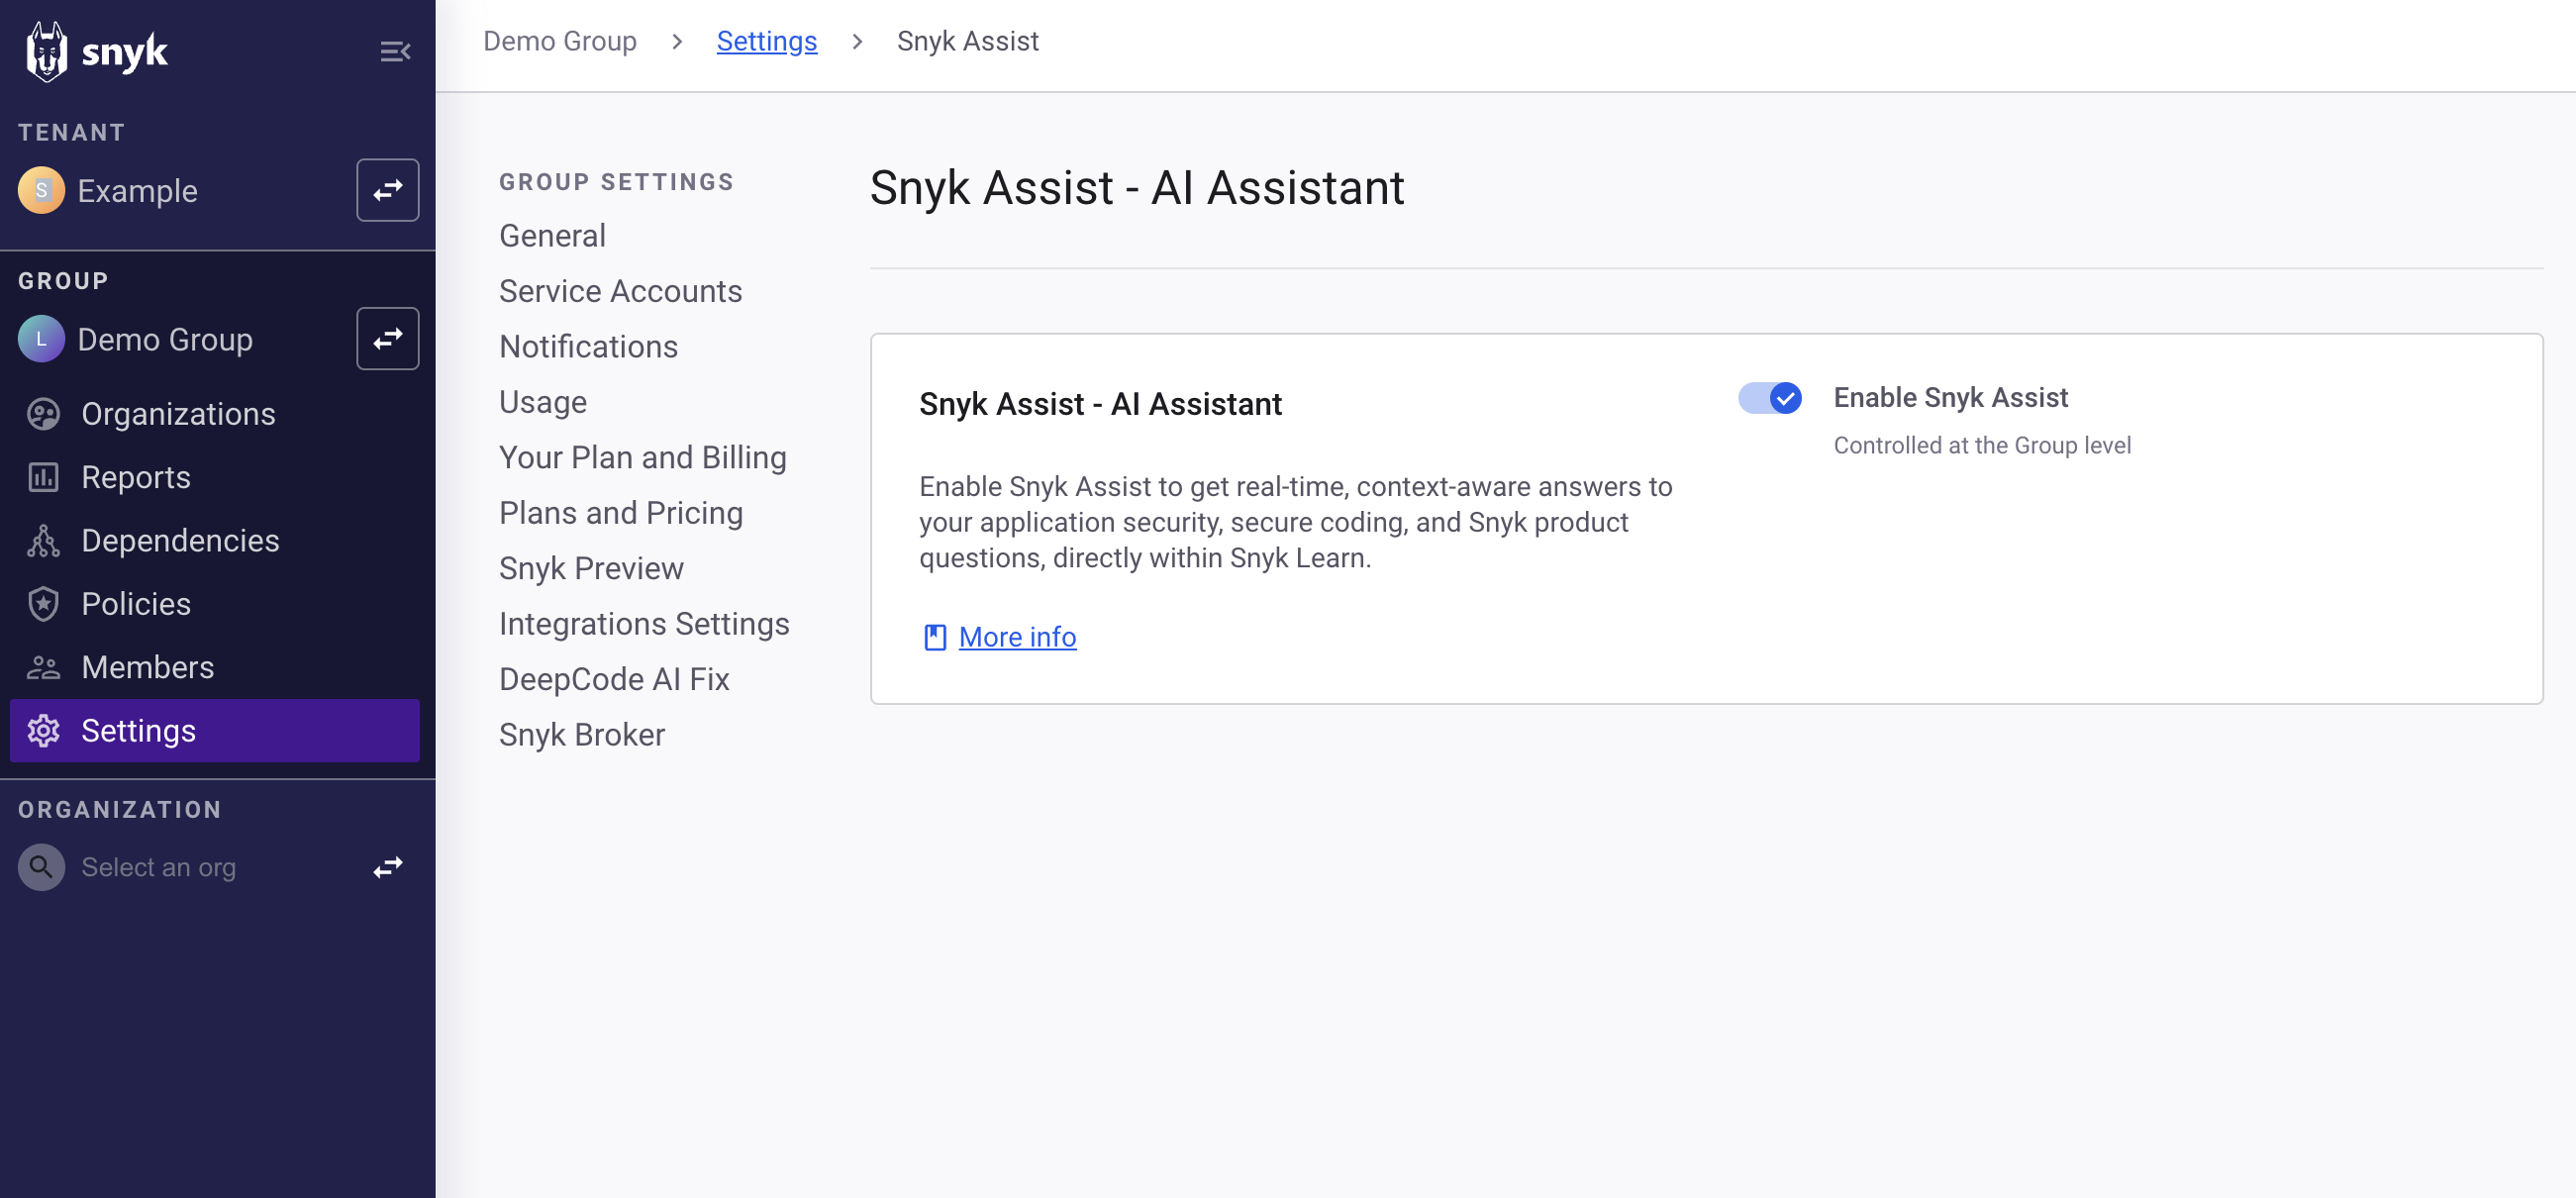 snyk
TENANT
S Example
GROUP
L Demo Group
Organizations
Reports
Dependencies
Policies
Members
Settings
ORGANIZATION
Select an org
Demo Group > Settings > Snyk Assist
GROUP SETTINGS
General
Service Accounts
Notifications
Usage
Your Plan and Billing
Plans and Pricing
Snyk Preview
Integrations Settings
DeepCode AI Fix
Snyk Broker
Snyk Assist - AI Assistant
Snyk Assist - AI Assistant
Enable Snyk Assist to get real-time, context-aware answers to
your application security, secure coding, and Snyk product
questions, directly within Snyk Learn.
More info
Enable Snyk Assist
Controlled at the Group level